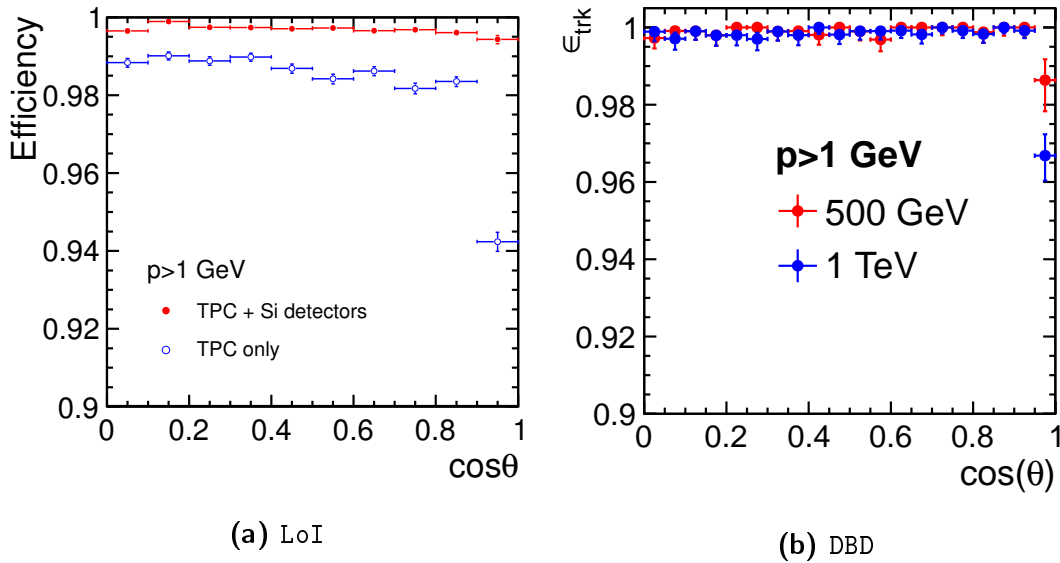 Efficiency
1
0.98
0.96
0.94
0.92
0.9
p>1 GeV
TPC + Si detectors
TPC only
0 0.2 0.4 0.6 0.8 1
cosθ
(a) LoI
ϵtrk
1
0.98
0.96
0.94
0.92
0.9
p>1 GeV
500 GeV
1 TeV
0 0.2 0.4 0.6 0.8 1
cos(θ)
(b) DBD